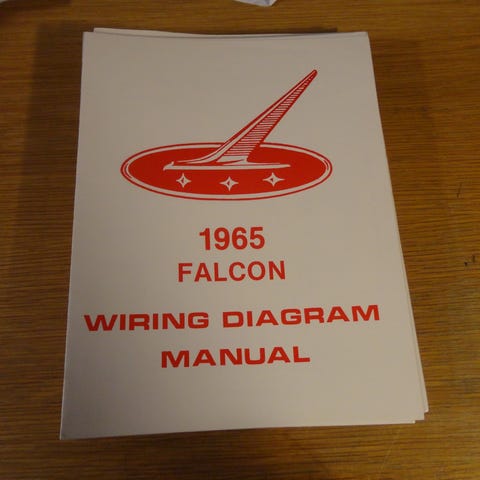 1965
FALCON
WIRING DIAGRAM
MANUAL